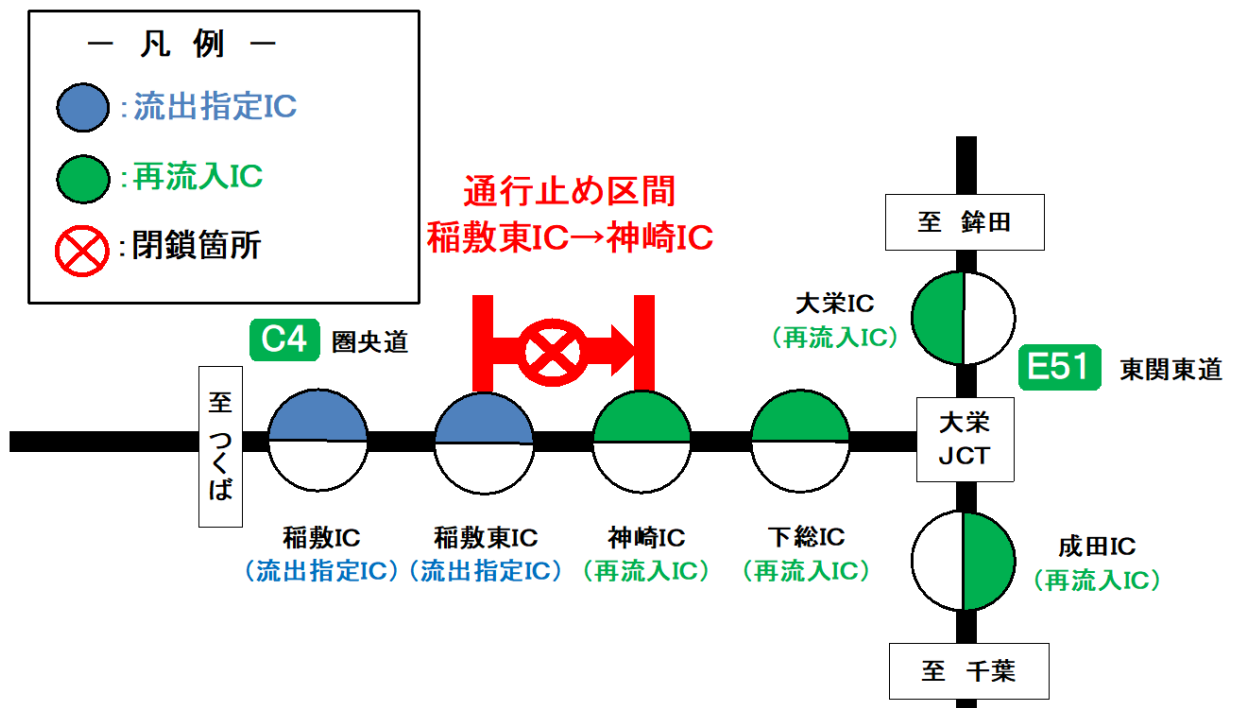 ― 凡 例 ―
:流出指定IC
:再流入IC
:閉鎖箇所
通行止め区間
稲敷東IC→神崎IC
C4 圏央道
至 つくば
稲敷IC
（流出指定IC）
稲敷東IC
（流出指定IC）
神崎IC
（再流入IC）
下総IC
（再流入IC）
至 鉾田
大栄IC
（再流入IC）
E51 東関東道
大栄
JCT
成田IC
（再流入IC）
至 千葉